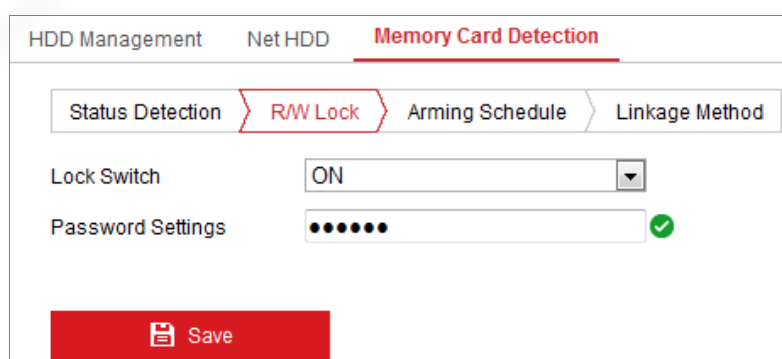 HDD Management Net HDD Memory Card Detection
Status Detection R/W Lock Arming Schedule Linkage Method
Lock Switch ON
Password Settings ●●●●●●
Save